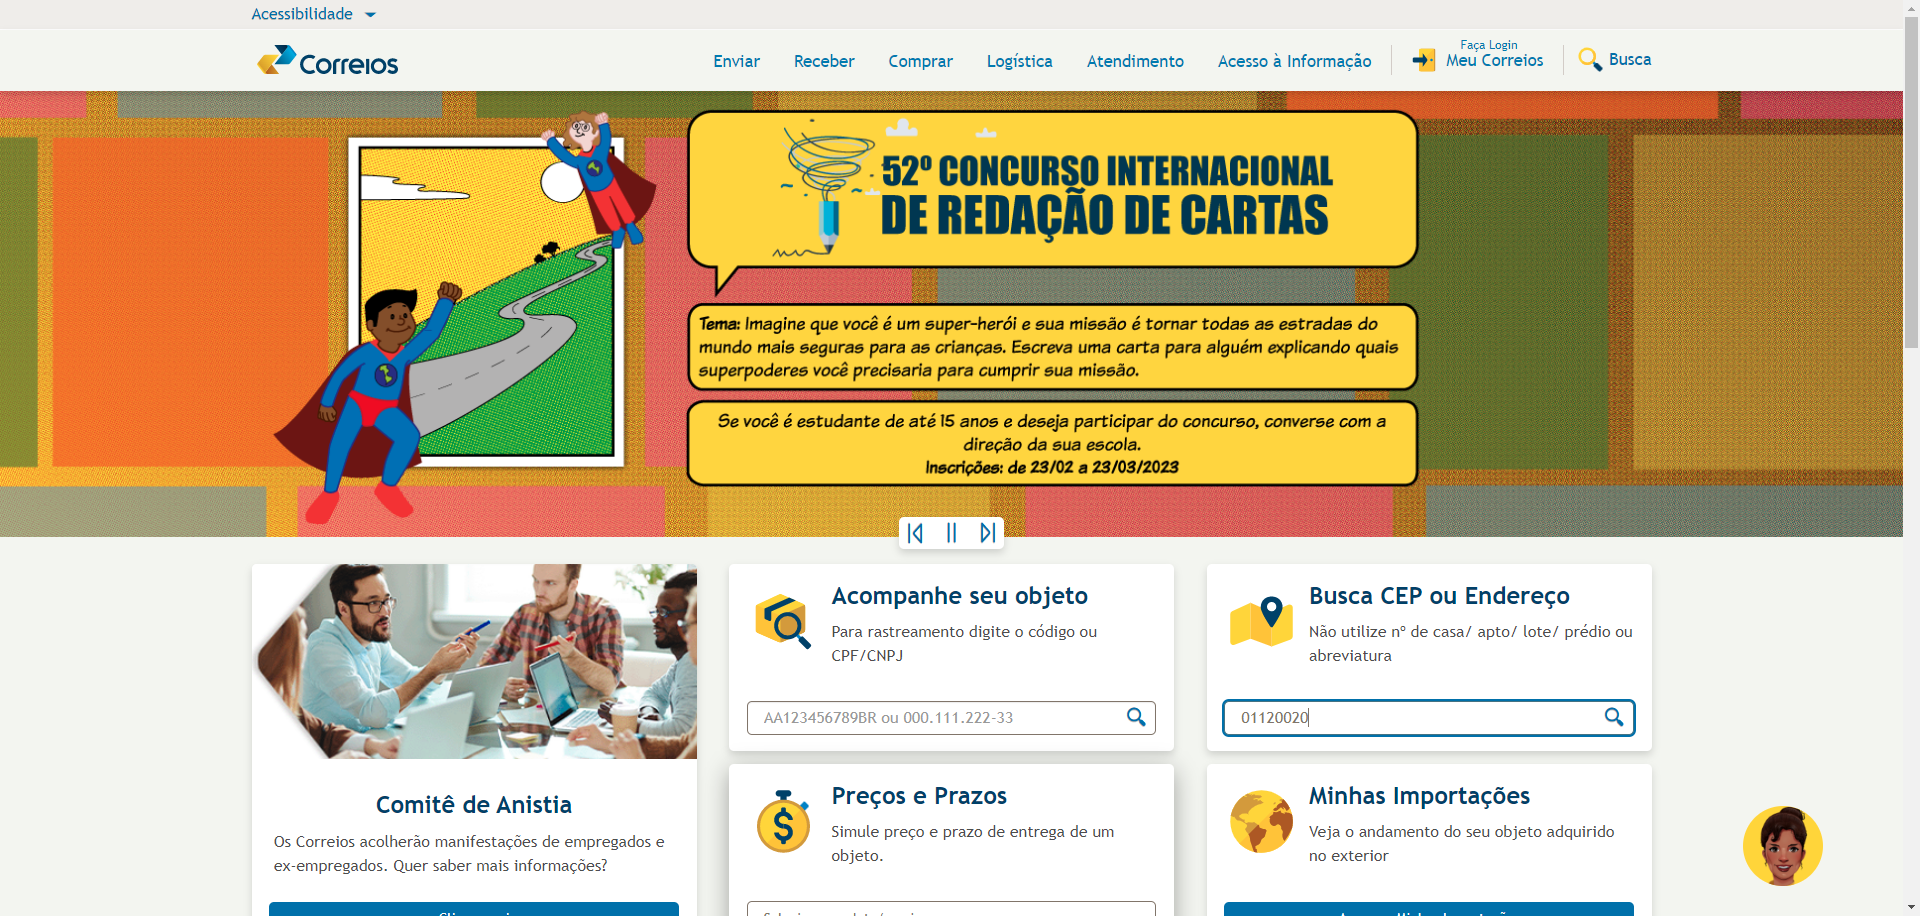 Acessibilidade
Correios
Enviar
Receber
Comprar
Logística
Atendimento
Acesso à Informação
Faça Login
Meu Correios
Busca
52º CONCURSO INTERNACIONAL
DE REDAÇÃO DE CARTAS
Tema: Imagine que você é um super-herói e sua missão é tornar todas as estradas do
mundo mais seguras para as crianças. Escreva uma carta para alguém explicando quais
superpoderes você precisaria para cumprir sua missão.
Se você é estudante de até 15 anos e deseja participar do concurso, converse com a
direção da sua escola.
Inscrições: de 23/02 a 23/03/2023
Comitê de Anistia
Os Correios acolherão manifestações de empregados e
ex-empregados. Quer saber mais informações?
Acompanhe seu objeto
Para rastreamento digite o código ou
CPF/CNPJ
AA123456789BR ou 000.111.222-33
Preços e Prazos
Simule preço e prazo de entrega de um
objeto.
Busca CEP ou Endereço
Não utilize nº de casa/ apto/ lote/ prédio ou
abreviatura
01120020
Minhas Importações
Veja o andamento do seu objeto adquirido
no exterior